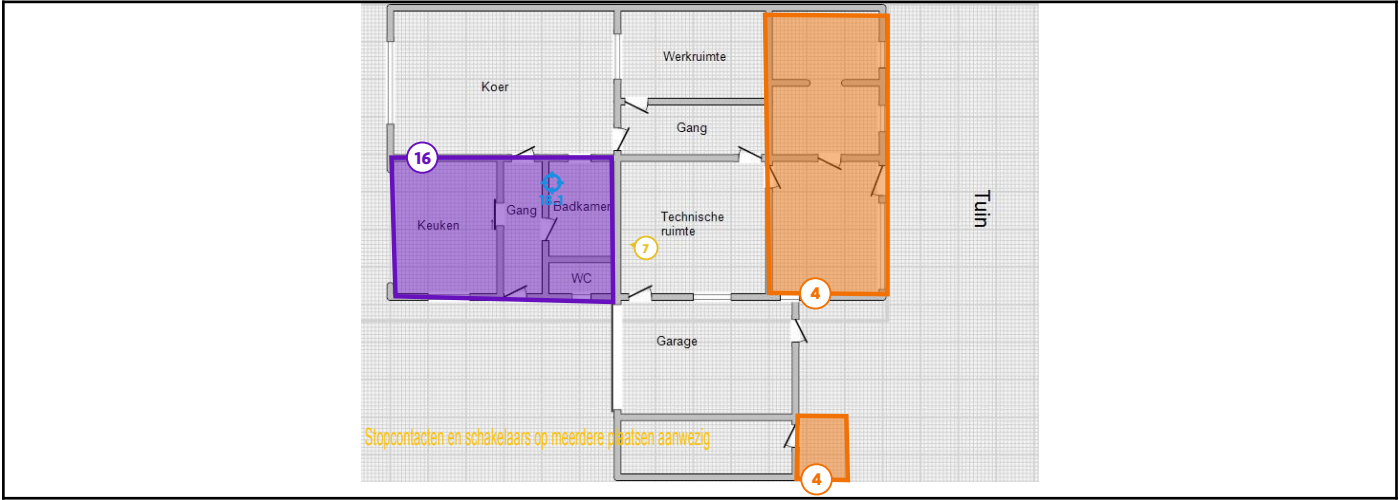 Werkruimte
Koer
Gang
16
Keuken
Gang
Badkamer
Technische
ruimte
7
WC
Tuin
4
Garage
Stopcontacten en schakelaars op meerdere plaatsen aanwezig
4